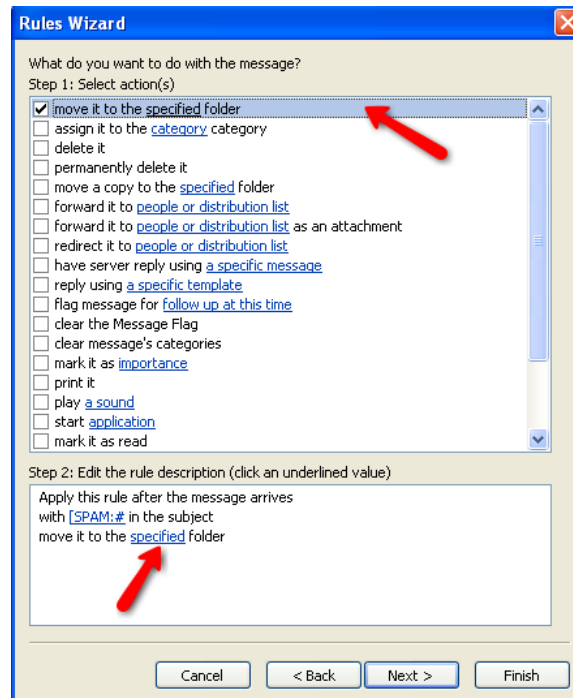 Rules Wizard
What do you want to do with the message?
Step 1: Select action(s)
move it to the specified folder
assign it to the category category
delete it
permanently delete it
move a copy to the specified folder
forward it to people or distribution list
forward it to people or distribution list as an attachment
redirect it to people or distribution list
have server reply using a specific message
reply using a specific template
flag message for follow up at this time
clear the Message Flag
clear message's categories
mark it as importance
print it
play a sound
start application
mark it as read
Step 2: Edit the rule description (click an underlined value)
Apply this rule after the message arrives
with [SPAM:# in the subject
move it to the specified folder
Cancel < Back Next > Finish